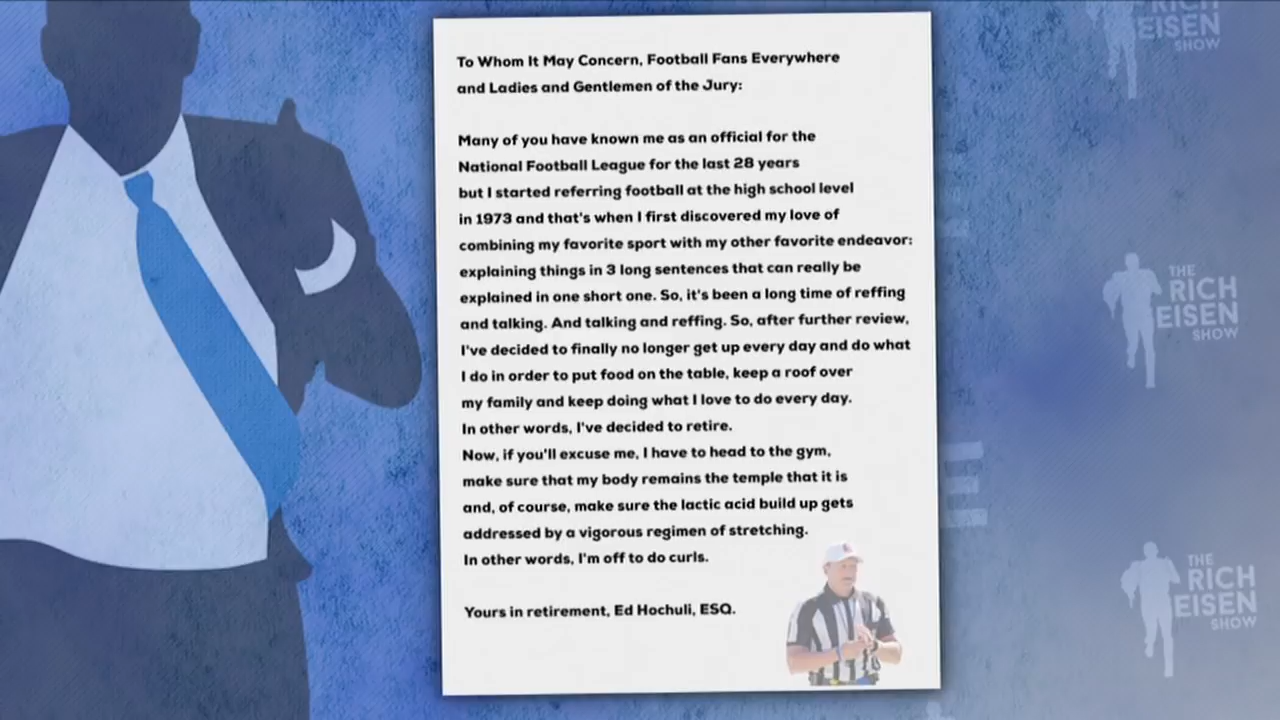 To Whom It May Concern, Football Fans Everywhere
and Ladies and Gentlemen of the Jury:
Many of you have known me as an official for the
National Football League for the last 28 years
but I started referring football at the high school level
in 1973 and that's when I first discovered my love of
combining my favorite sport with my other favorite endeavor:
explaining things in 3 long sentences that can really be
explained in one short one. So, it's been a long time of reffing
and talking. And talking and reffing. So, after further review,
I've decided to finally no longer get up every day and do what
I do in order to put food on the table, keep a roof over
my family and keep doing what I love to do every day.
In other words, I've decided to retire.
Now, if you'll excuse me, I have to head to the gym,
make sure that my body remains the temple that it is
and, of course, make sure the lactic acid build up gets
addressed by a vigorous regimen of stretching.
In other words, I'm off to do curls.
Yours in retirement, Ed Hochuli, ESQ.
RICH
EISEN
SHOW
THE
RICH
EISEN
SHOW
THE
RICH
EISEN
SHOW